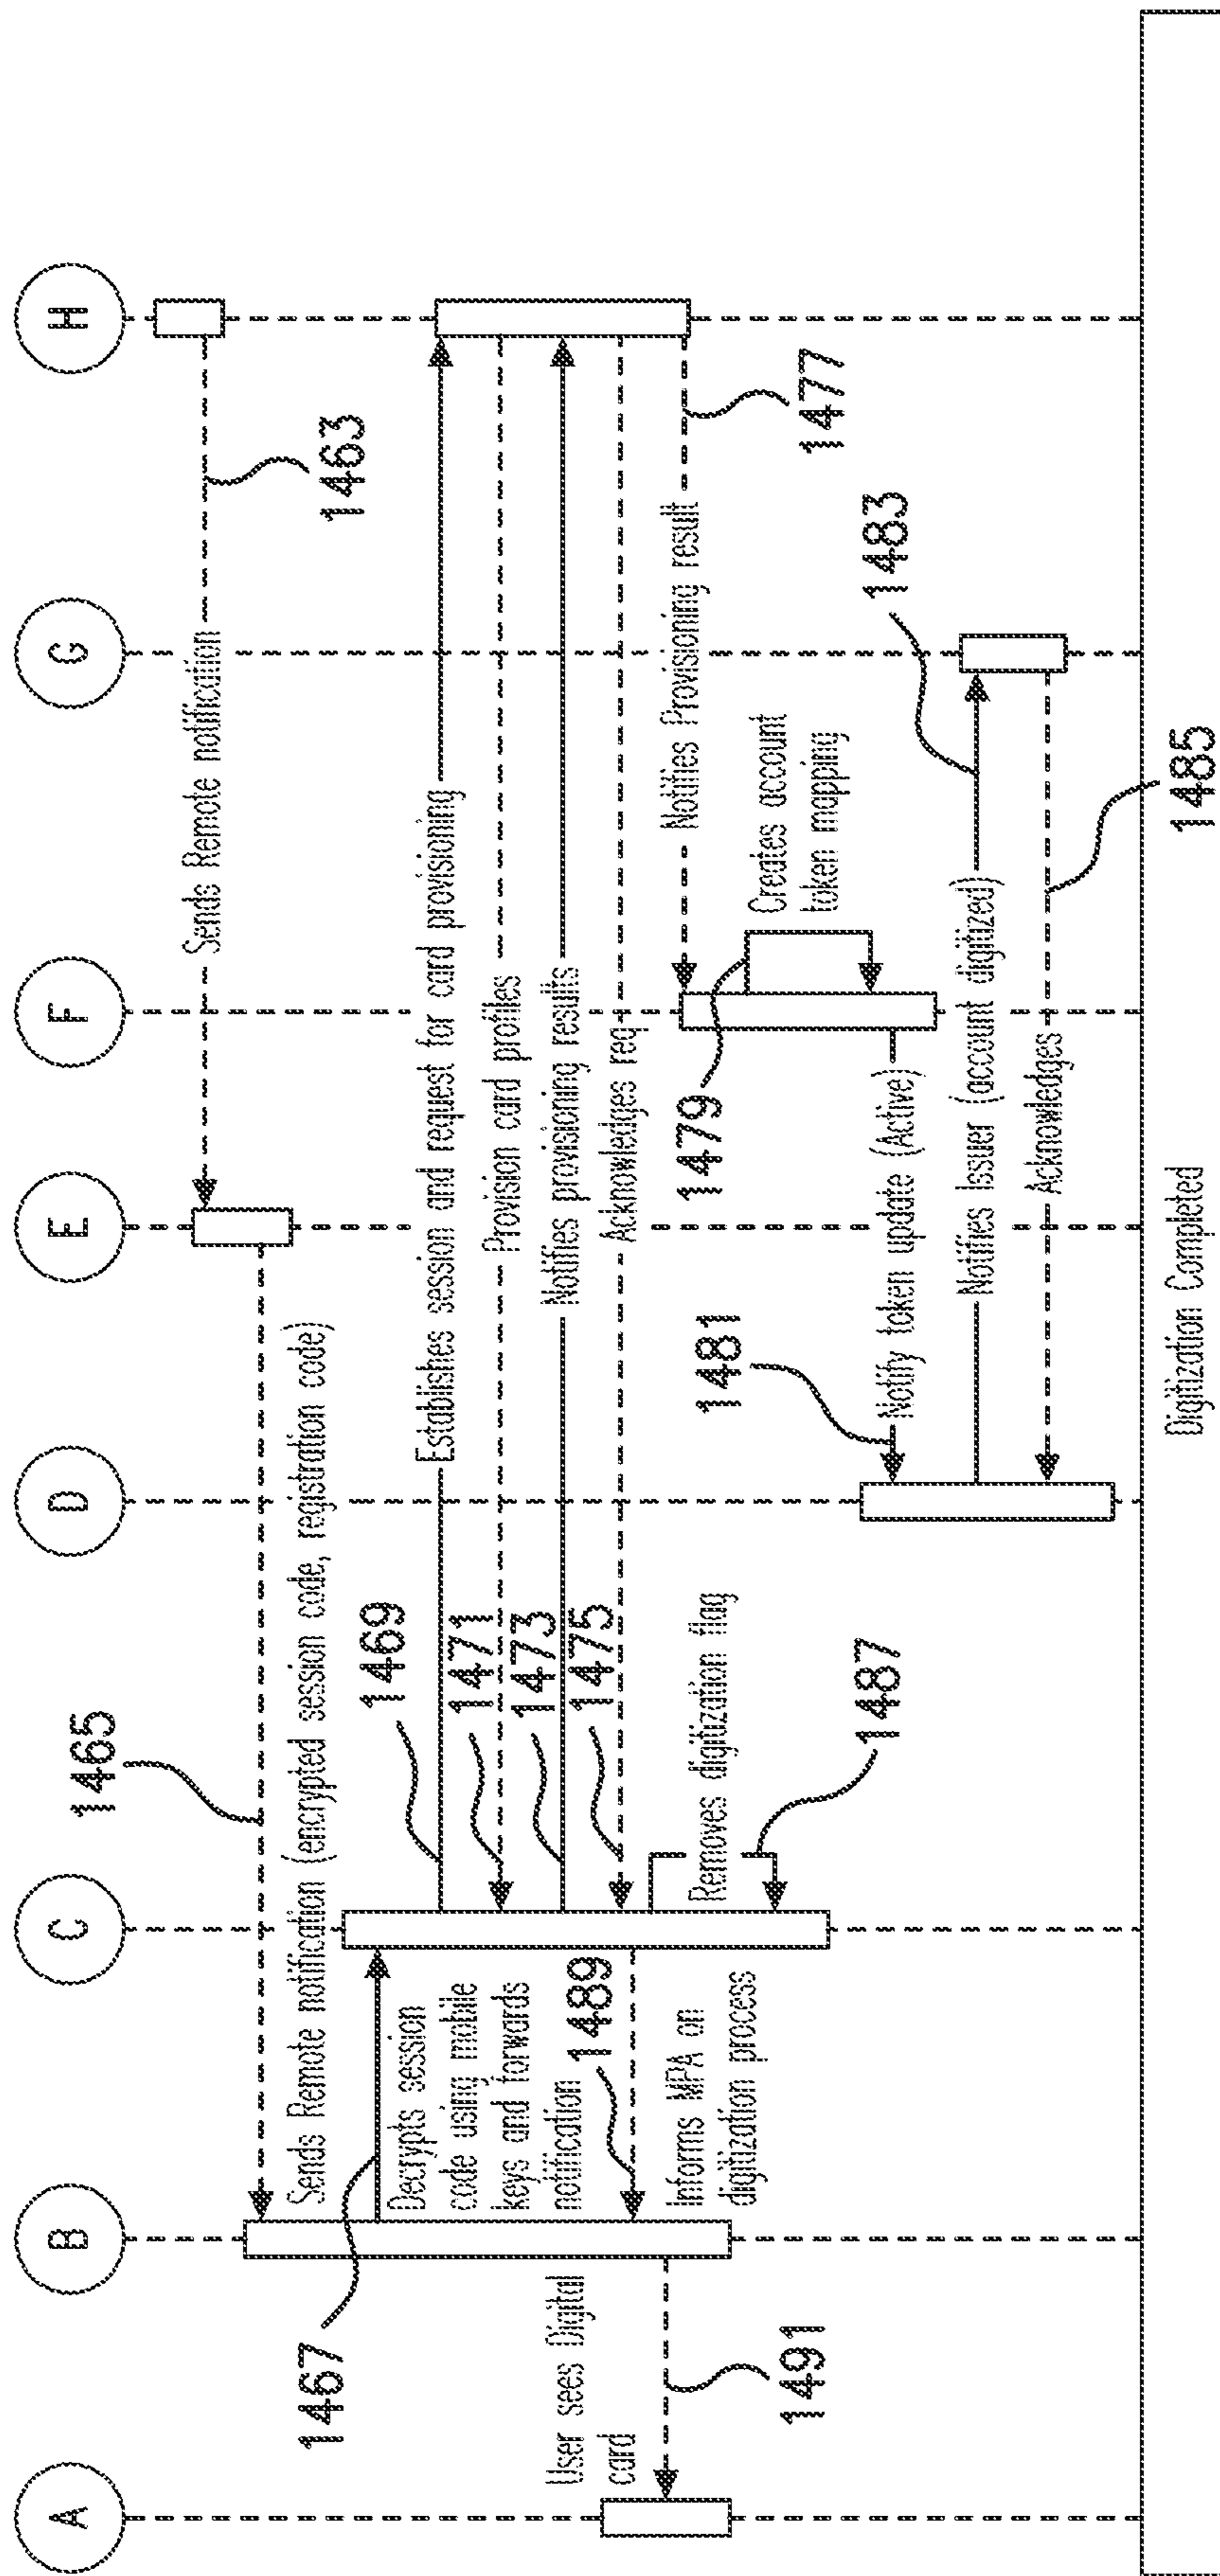 A
B
C
D
E
F
G
H
1463
Sends Remote notification
1465
Sends Remote notification (encrypted session code, registration code)
1467
Decrypts session
code using mobile
keys and forwards
notification
1469
Establishes session and request for card provisioning
1471
Provision card profiles
1473
Notifies provisioning results
1475
Acknowledges req
1477
Notifies Provisioning result
1479
Creates account
token mapping
1481
Notify token update (Active)
1483
Notifies Issuer (account digitized)
1485
Acknowledges
1487
Removes digitization flag
1489
Informs MPA on
digitization process
1491
User sees Digital
card
Digitization Completed